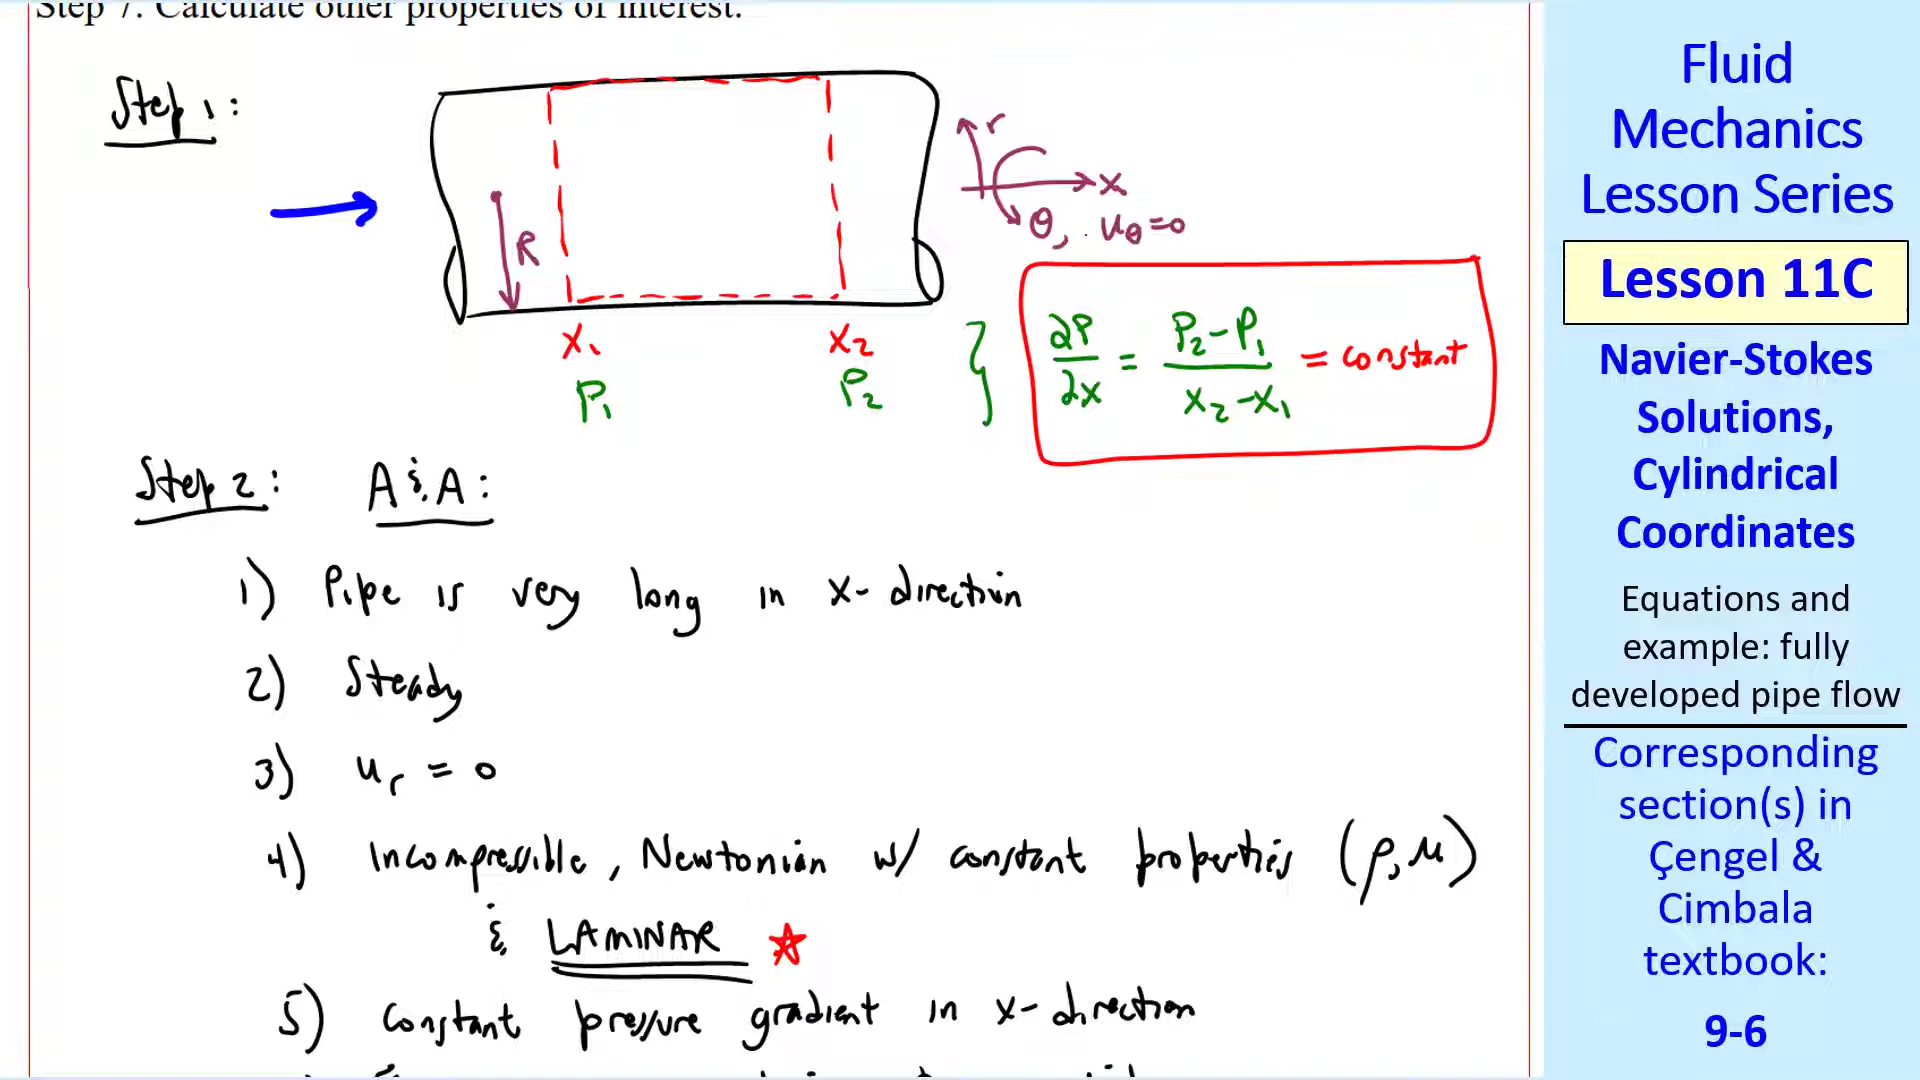 Step 7. Calculate other properties of interest.
Step 1:
r
x
θ, uθ=0
R
x₁
x₂
P₁
P₂
∂P/∂x = P₂-P₁/x₂-x₁ = constant
Step 2: A & A:
1) Pipe is very long in x-direction
2) Steady
3) uᵣ = 0
4) Incompressible, Newtonian w/ constant properties (ρ,μ)
& LAMINAR
5) constant pressure gradient in x-direction
Fluid
Mechanics
Lesson Series
Lesson 11C
Navier-Stokes
Solutions,
Cylindrical
Coordinates
Equations and
example: fully
developed pipe flow
Corresponding
section(s) in
Çengel &
Cimbala
textbook:
9-6